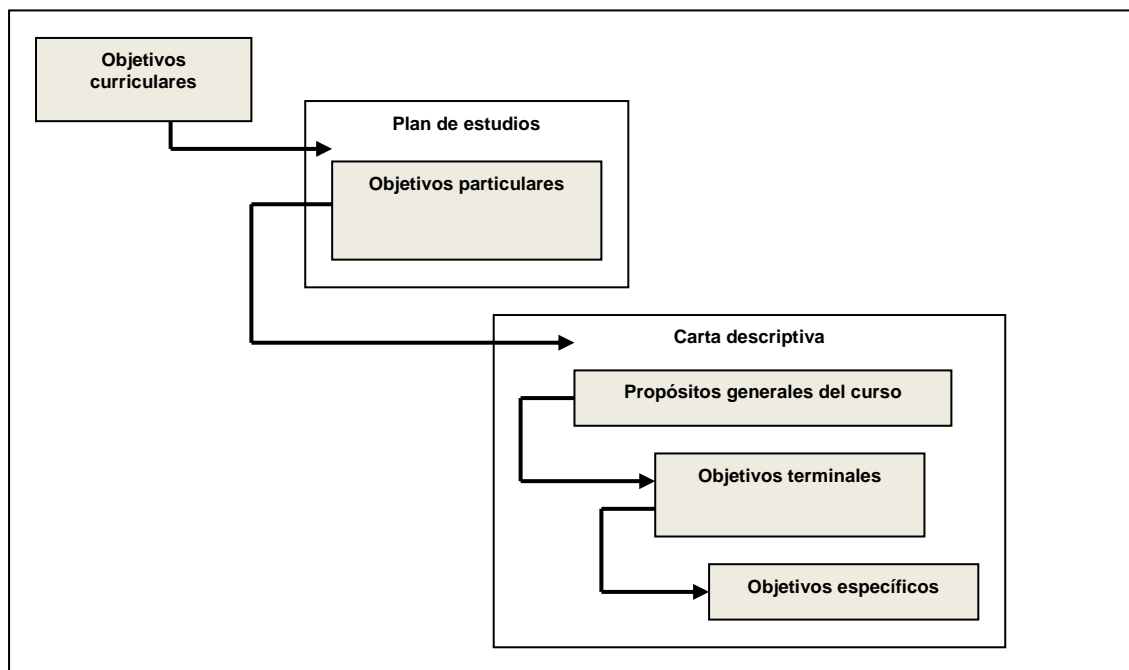 Objetivos
curriculares
Plan de estudios
Objetivos particulares
Carta descriptiva
Propósitos generales del curso
Objetivos terminales
Objetivos específicos